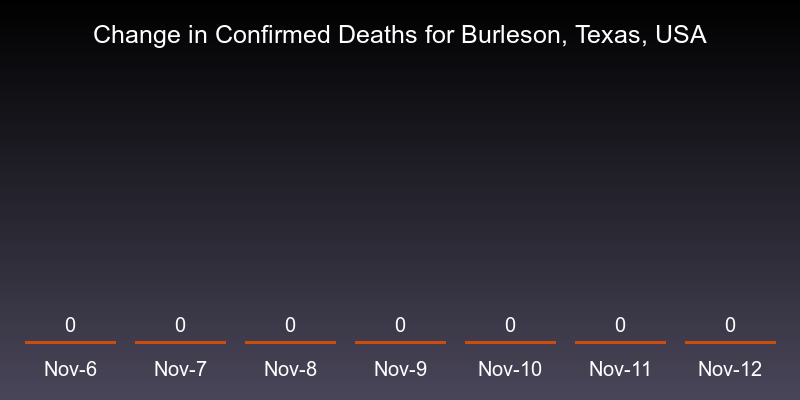 Change in Confirmed Deaths for Burleson, Texas, USA
0 0 0 0 0 0 0
Nov-6 Nov-7 Nov-8 Nov-9 Nov-10 Nov-11 Nov-12